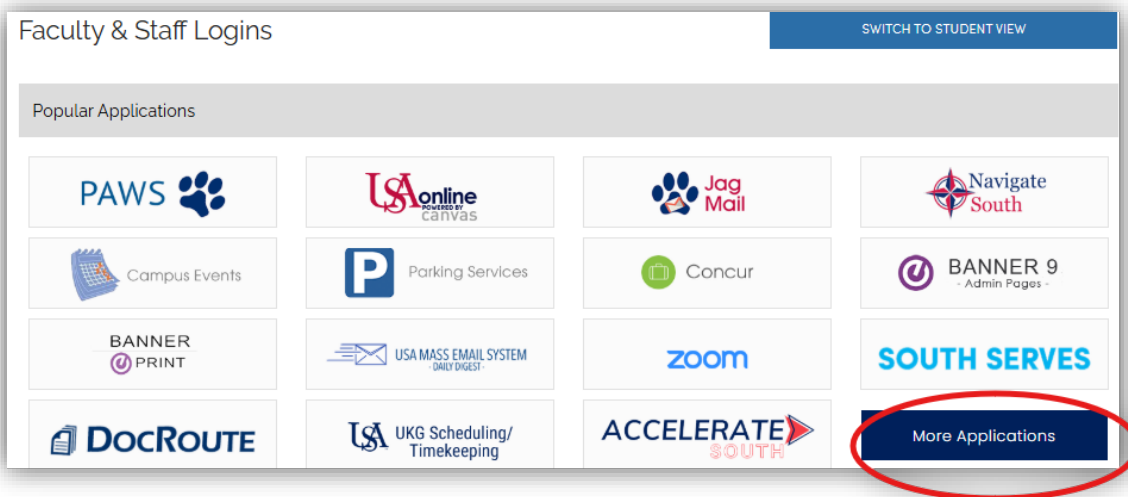 Faculty & Staff Logins
SWITCH TO STUDENT VIEW
Popular Applications
PAWS
USAonline
POWERED BY
canvas
Jag
Mail
Navigate
South
Campus Events
P
Parking Services
Concur
BANNER 9
- Admin Pages -
BANNER
PRINT
USA MASS EMAIL SYSTEM
- DAILY DIGEST -
zoom
SOUTH SERVES
DOCROUTE
USA
UKG Scheduling/
Timekeeping
ACCELERATE
SOUTH
More Applications